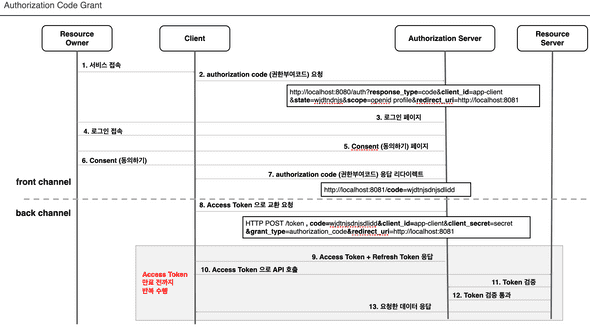 Authorization Code Grant
Resource
Owner
Client
Authorization Server
Resource
Server
1. 서비스 접속
2. authorization code (권한부여코드) 요청
http://localhost:8080/auth?response_type=code&client_id=app-client
&state=wjdtndnjs&scope=openid profile&redirect_uri=http://localhost:8081
3. 로그인 페이지
4. 로그인 접속
5. Consent (동의하기) 페이지
6. Consent (동의하기)
7. authorization code (권한부여코드) 응답 리다이렉트
http://localhost:8081/code=wjdtnjsdnjsdlidd
front channel
back channel
8. Access Token 으로 교환 요청
HTTP POST /token , code=wjdtnjsdnjsdlidd&client_id=app-client&client_secret=secret
&grant_type=authorization_code&redirect_uri=http://localhost:8081
9. Access Token + Refresh Token 응답
Access Token
만료 전까지
반복 수행
10. Access Token 으로 API 호출
11. Token 검증
12. Token 검증 통과
13. 요청한 데이터 응답